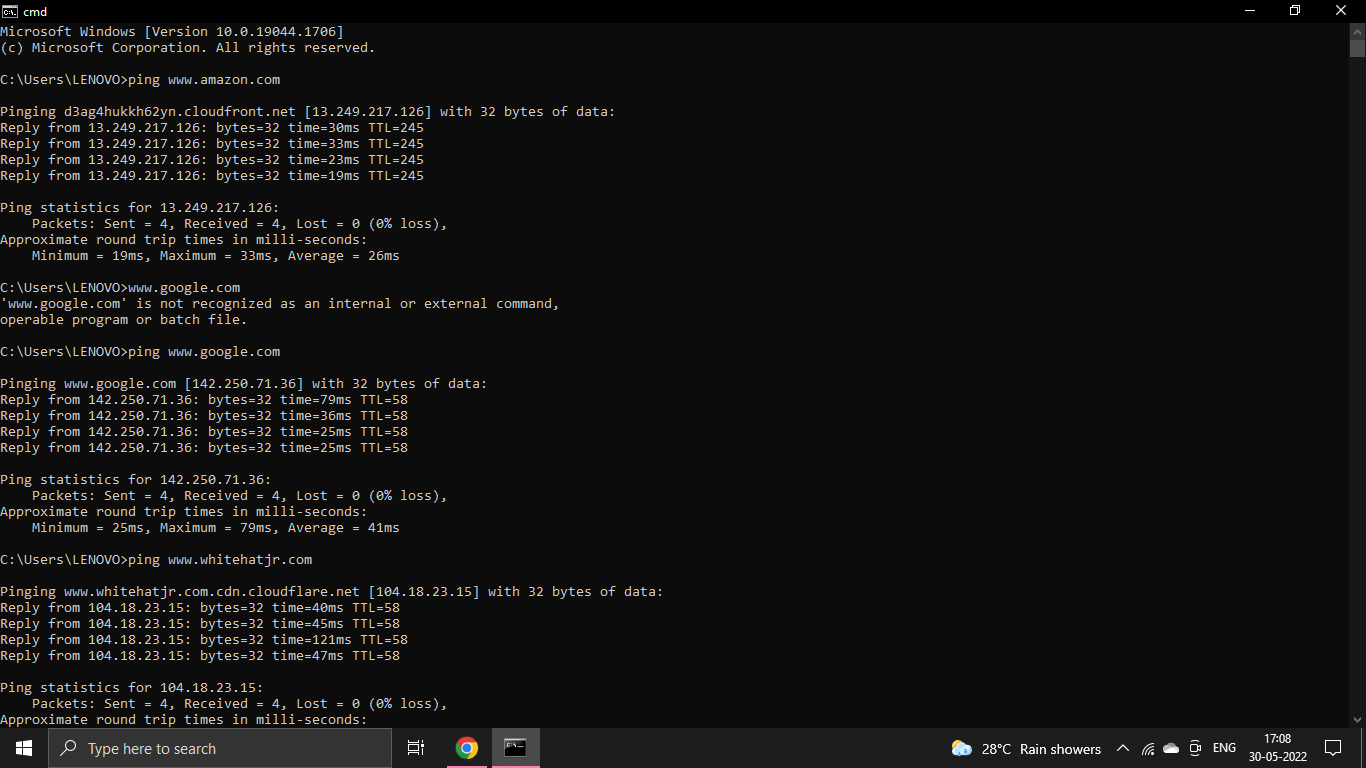 cmd
Microsoft Windows [Version 10.0.19044.1706]
(c) Microsoft Corporation. All rights reserved.
C:\Users\LENOVO>ping www.amazon.com
Pinging d3ag4hukkh62yn.cloudfront.net [13.249.217.126] with 32 bytes of data:
Reply from 13.249.217.126: bytes=32 time=30ms TTL=245
Reply from 13.249.217.126: bytes=32 time=33ms TTL=245
Reply from 13.249.217.126: bytes=32 time=23ms TTL=245
Reply from 13.249.217.126: bytes=32 time=19ms TTL=245
Ping statistics for 13.249.217.126:
    Packets: Sent = 4, Received = 4, Lost = 0 (0% loss),
Approximate round trip times in milli-seconds:
    Minimum = 19ms, Maximum = 33ms, Average = 26ms
C:\Users\LENOVO>www.google.com
'www.google.com' is not recognized as an internal or external command,
operable program or batch file.
C:\Users\LENOVO>ping www.google.com
Pinging www.google.com [142.250.71.36] with 32 bytes of data:
Reply from 142.250.71.36: bytes=32 time=79ms TTL=58
Reply from 142.250.71.36: bytes=32 time=36ms TTL=58
Reply from 142.250.71.36: bytes=32 time=25ms TTL=58
Reply from 142.250.71.36: bytes=32 time=25ms TTL=58
Ping statistics for 142.250.71.36:
    Packets: Sent = 4, Received = 4, Lost = 0 (0% loss),
Approximate round trip times in milli-seconds:
    Minimum = 25ms, Maximum = 79ms, Average = 41ms
C:\Users\LENOVO>ping www.whitehatjr.com
Pinging www.whitehatjr.com.cdn.cloudflare.net [104.18.23.15] with 32 bytes of data:
Reply from 104.18.23.15: bytes=32 time=40ms TTL=58
Reply from 104.18.23.15: bytes=32 time=45ms TTL=58
Reply from 104.18.23.15: bytes=32 time=121ms TTL=58
Reply from 104.18.23.15: bytes=32 time=47ms TTL=58
Ping statistics for 104.18.23.15:
    Packets: Sent = 4, Received = 4, Lost = 0 (0% loss),
Approximate round trip times in milli-seconds:
Type here to search
28°C Rain showers
ENG
17:08
30-05-2022